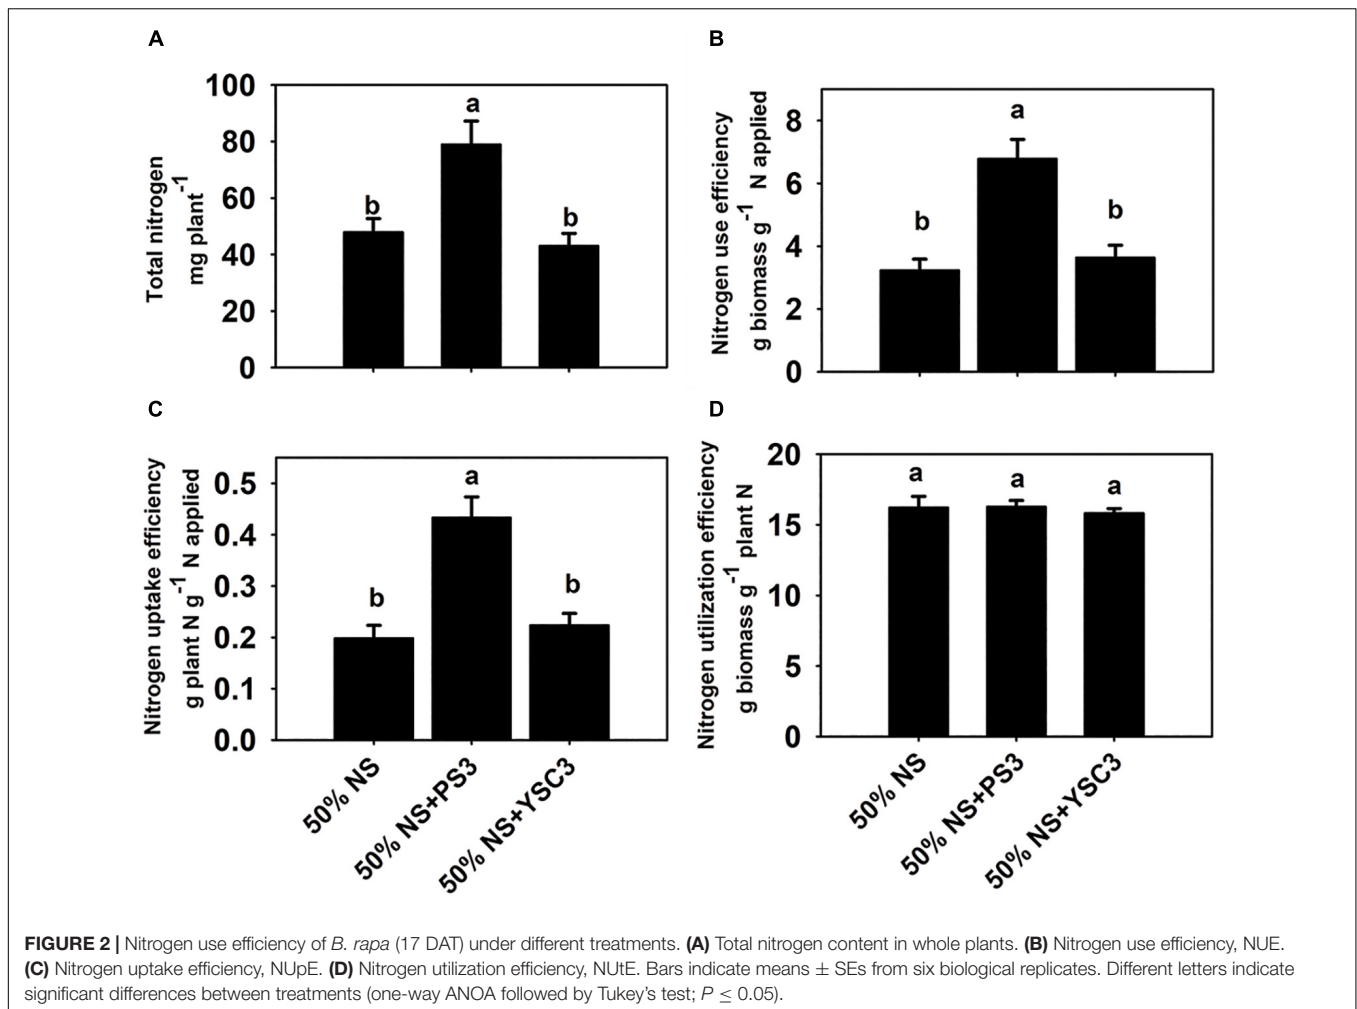 A
Total nitrogen
mg plant⁻¹
100
80
60
40
20
0
b
a
b
B
Nitrogen use efficiency
g biomass g⁻¹ N applied
8
6
4
2
0
b
a
b
C
Nitrogen uptake efficiency
g plant N g⁻¹ N applied
0.5
0.4
0.3
0.2
0.1
0.0
b
a
b
50% NS
50% NS+PS3
50% NS+YSC3
D
Nitrogen utilization efficiency
g biomass g⁻¹ plant N
20
15
10
5
0
a
a
a
50% NS
50% NS+PS3
50% NS+YSC3
FIGURE 2 | Nitrogen use efficiency of B. rapa (17 DAT) under different treatments. (A) Total nitrogen content in whole plants. (B) Nitrogen use efficiency, NUE.
(C) Nitrogen uptake efficiency, NUpE. (D) Nitrogen utilization efficiency, NUtE. Bars indicate means ± SEs from six biological replicates. Different letters indicate
significant differences between treatments (one-way ANOA followed by Tukey's test; P ≤ 0.05).